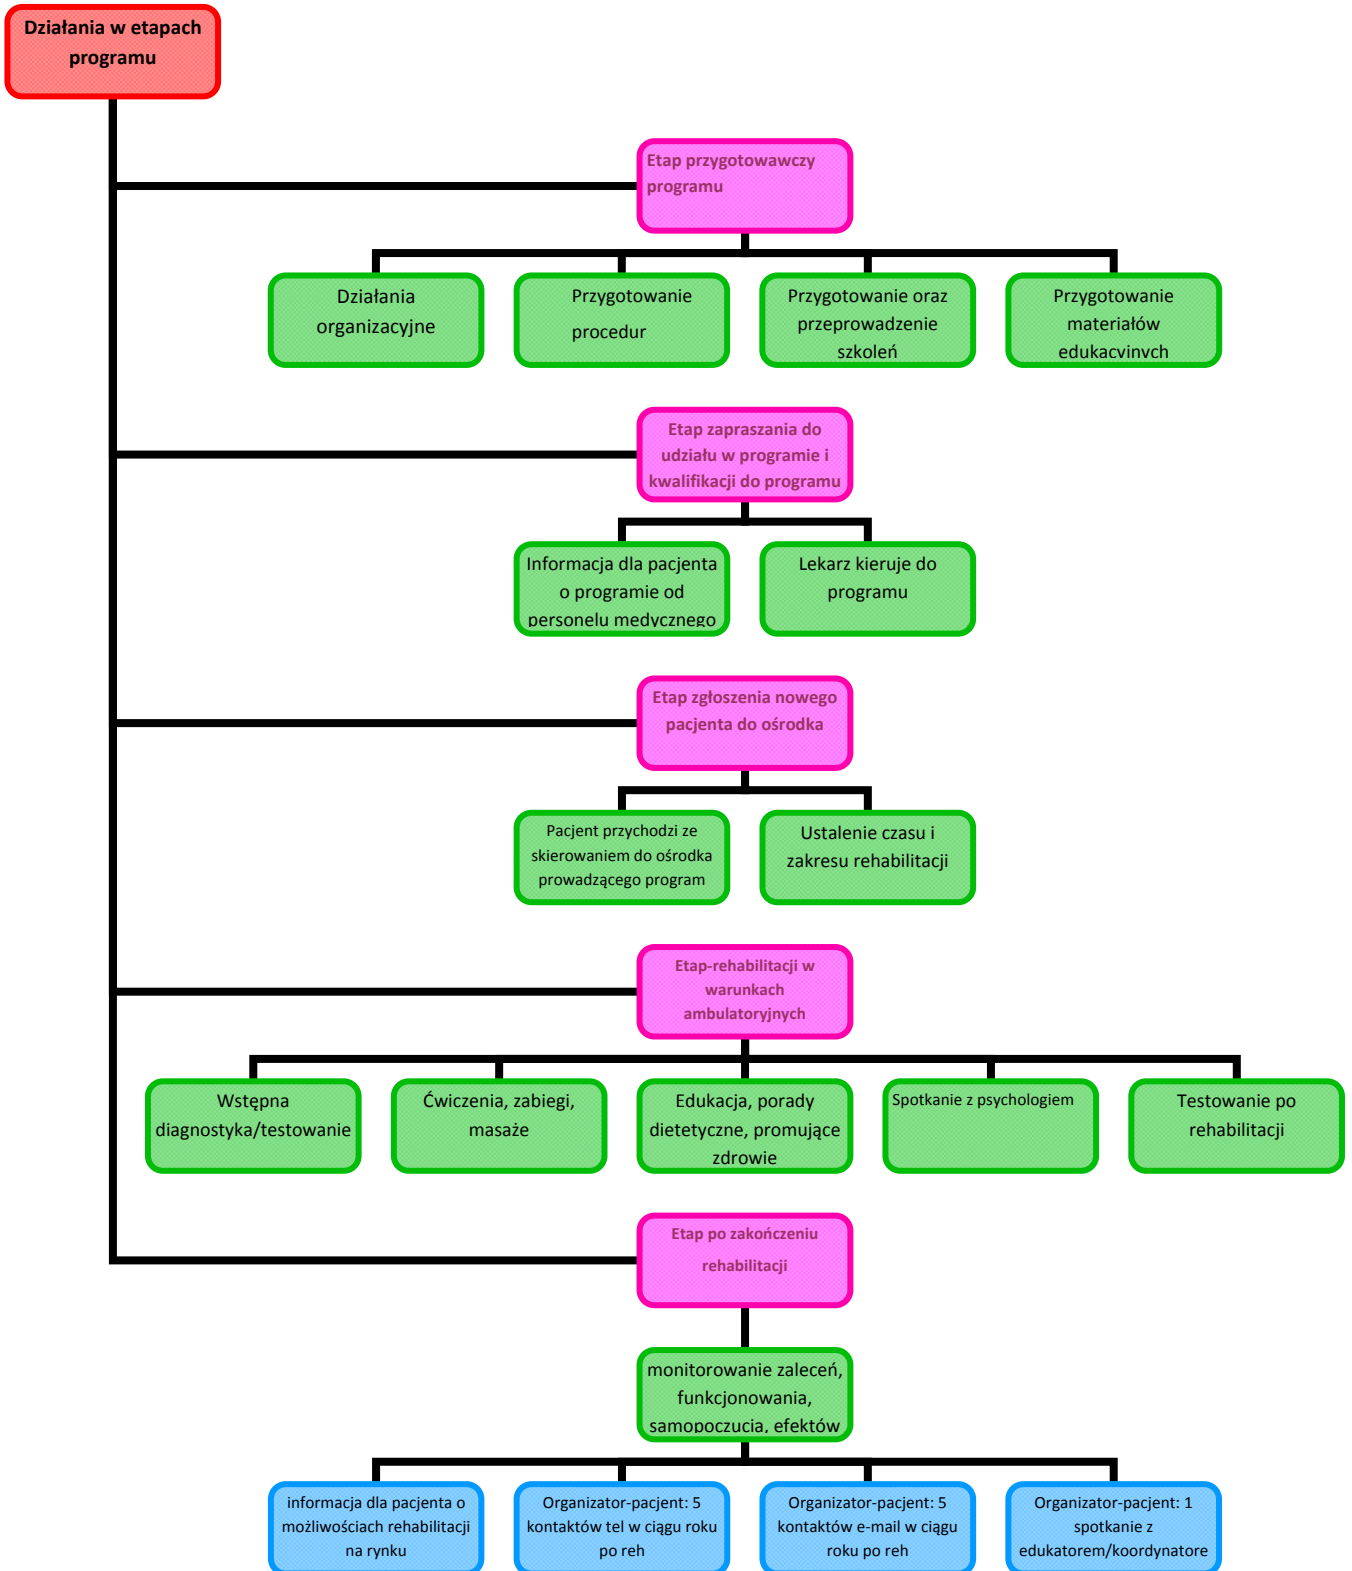 Działania w etapach
programu
Etap przygotowawczy
programu
Działania
organizacyjne
Przygotowanie
procedur
Przygotowanie oraz
przeprowadzenie
szkoleń
Przygotowanie
materiałów
edukacyjnych
Etap zapraszania do
udziału w programie i
kwalifikacji do programu
Informacja dla pacjenta
o programie od
personelu medycznego
Lekarz kieruje do
programu
Etap zgłoszenia nowego
pacjenta do ośrodka
Pacjent przychodzi ze
skierowaniem do ośrodka
prowadzącego program
Ustalenie czasu i
zakresu rehabilitacji
Etap-rehabilitacji w
warunkach
ambulatoryjnych
Wstępna
diagnostyka/testowanie
Ćwiczenia, zabiegi,
masaże
Edukacja, porady
dietetyczne, promujące
zdrowie
Spotkanie z psychologiem
Testowanie po
rehabilitacji
Etap po zakończeniu
rehabilitacji
monitorowanie zaleceń,
funkcjonowania,
samopoczucia, efektów
informacja dla pacjenta o
możliwościach rehabilitacji
na rynku
Organizator-pacjent: 5
kontaktów tel w ciągu roku
po reh
Organizator-pacjent: 5
kontaktów e-mail w ciągu
roku po reh
Organizator-pacjent: 1
spotkanie z
edukatorem/koordynatore